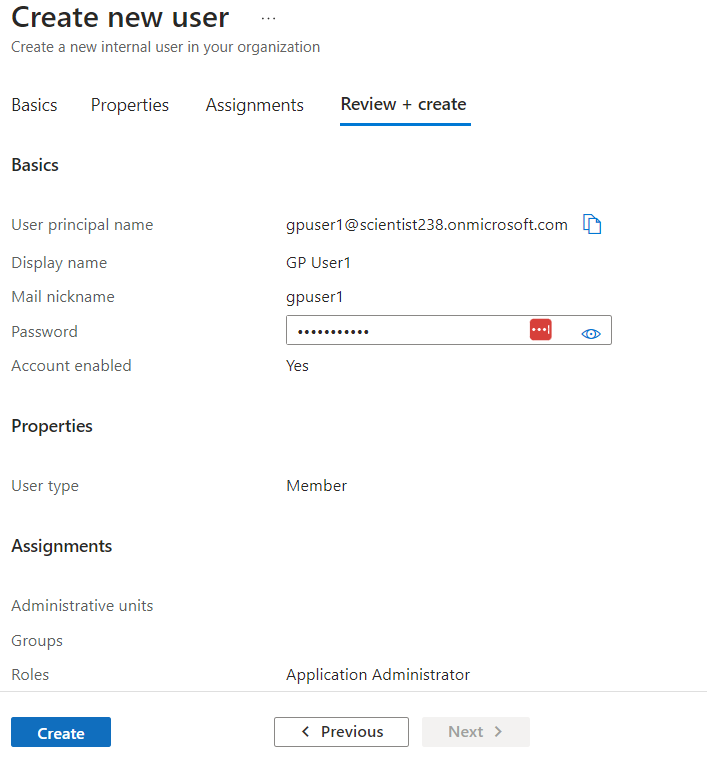 Create new user ...
Create a new internal user in your organization
Basics Properties Assignments Review + create
Basics
User principal name gpuser1@scientist238.onmicrosoft.com
Display name GP User1
Mail nickname gpuser1
Password •••••••••••
Account enabled Yes
Properties
User type Member
Assignments
Administrative units
Groups
Roles Application Administrator
Create < Previous Next >